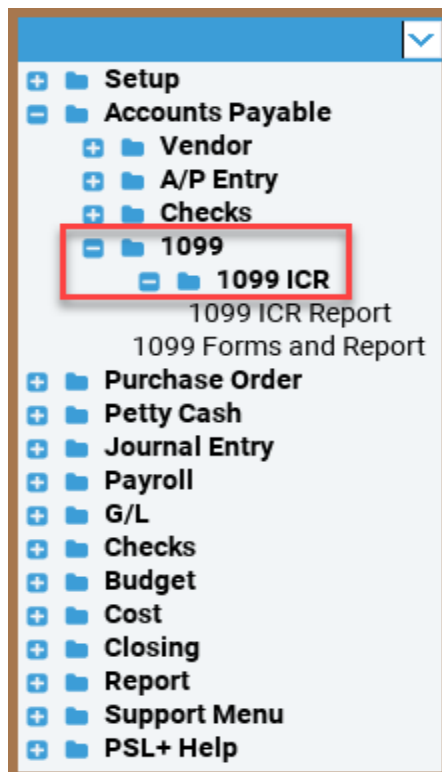 Setup
Accounts Payable
Vendor
A/P Entry
Checks
1099
1099 ICR
1099 ICR Report
1099 Forms and Report
Purchase Order
Petty Cash
Journal Entry
Payroll
G/L
Checks
Budget
Cost
Closing
Report
Support Menu
PSL+ Help